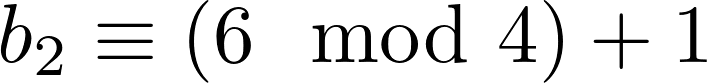 b₂ ≡ (6 mod 4) + 1